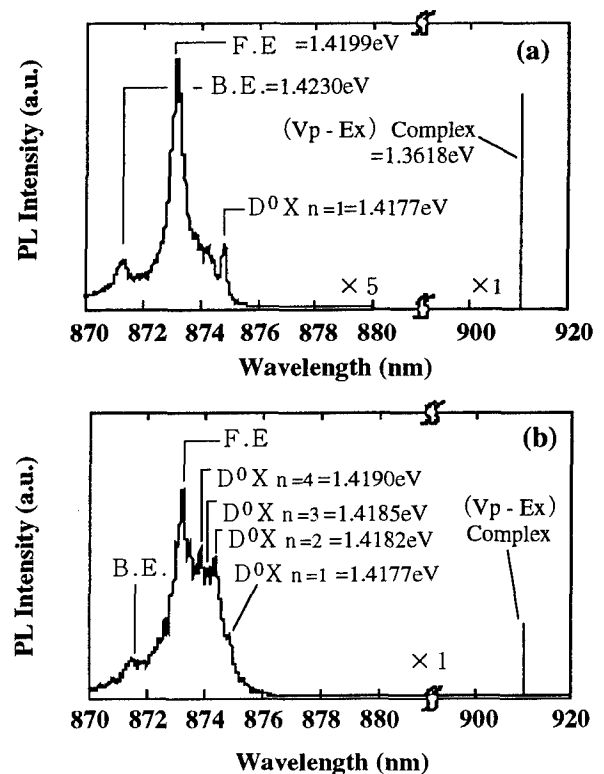 (a)
F.E =1.4199eV
B.E.=1.4230eV
(Vp - Ex) Complex
=1.3618eV
D⁰X n=1=1.4177eV
×5
×1
PL Intensity (a.u.)
870 872 874 876 878 880 900 920
Wavelength (nm)
(b)
F.E
D⁰X n=4=1.4190eV
D⁰X n=3=1.4185eV
D⁰X n=2=1.4182eV
D⁰X n=1=1.4177eV
B.E.
(Vp - Ex)
Complex
×1
PL Intensity (a.u.)
870 872 874 876 878 880 900 920
Wavelength (nm)